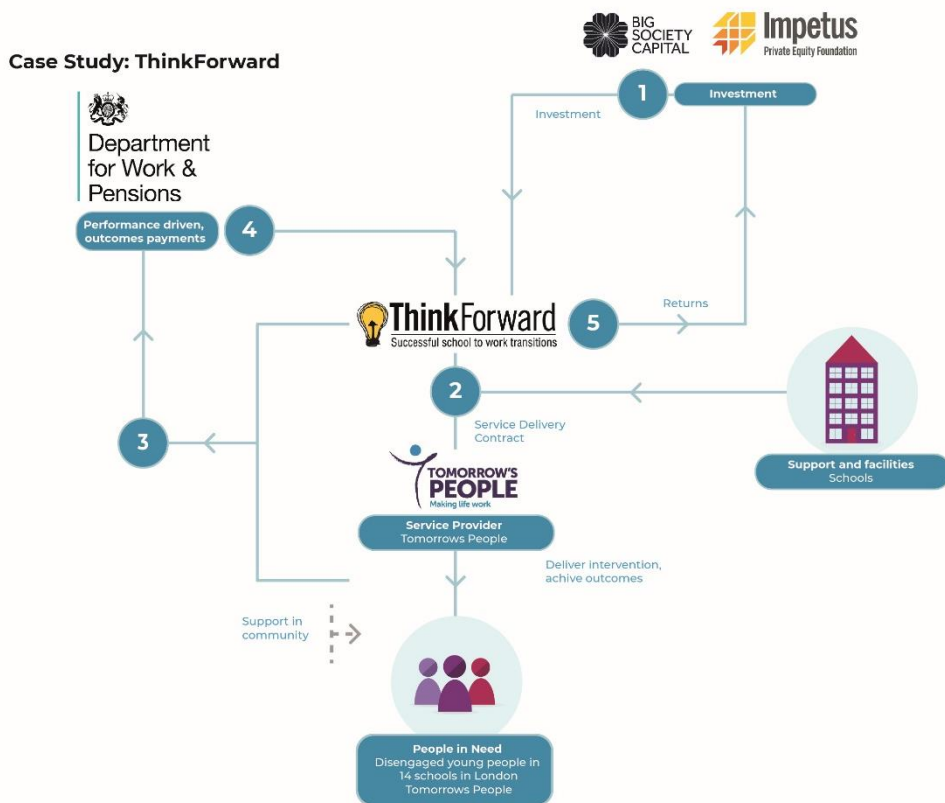 BIG
SOCIETY
CAPITAL
Impetus
Private Equity Foundation
Case Study: ThinkForward
1
Investment
Investment
Department
for Work &
Pensions
Performance driven,
outcomes payments
4
ThinkForward
Successful school to work transitions
5
Returns
2
3
Service Delivery
Contract
Support and facilities
Schools
TOMORROW'S
PEOPLE
Making life work
Service Provider
Tomorrows People
Deliver intervention,
achive outcomes
Support in
community
People in Need
Disengaged young people in
14 schools in London
Tomorrows People